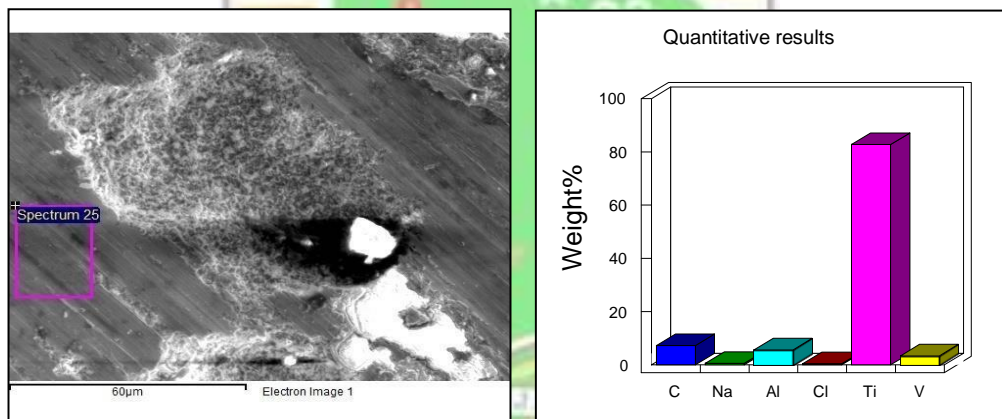 Spectrum 25
60µm
Electron Image 1
Quantitative results
Weight%
100
80
60
40
20
0
C Na Al Cl Ti V